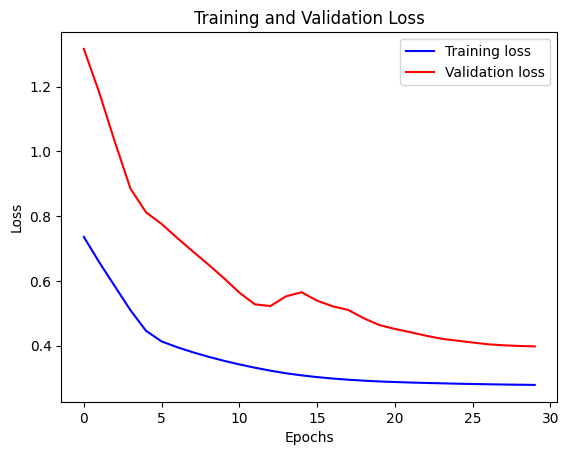 Training and Validation Loss
Training loss
Validation loss
1.2
1.0
0.8
0.6
0.4
Loss
0
5
10
15
20
25
30
Epochs